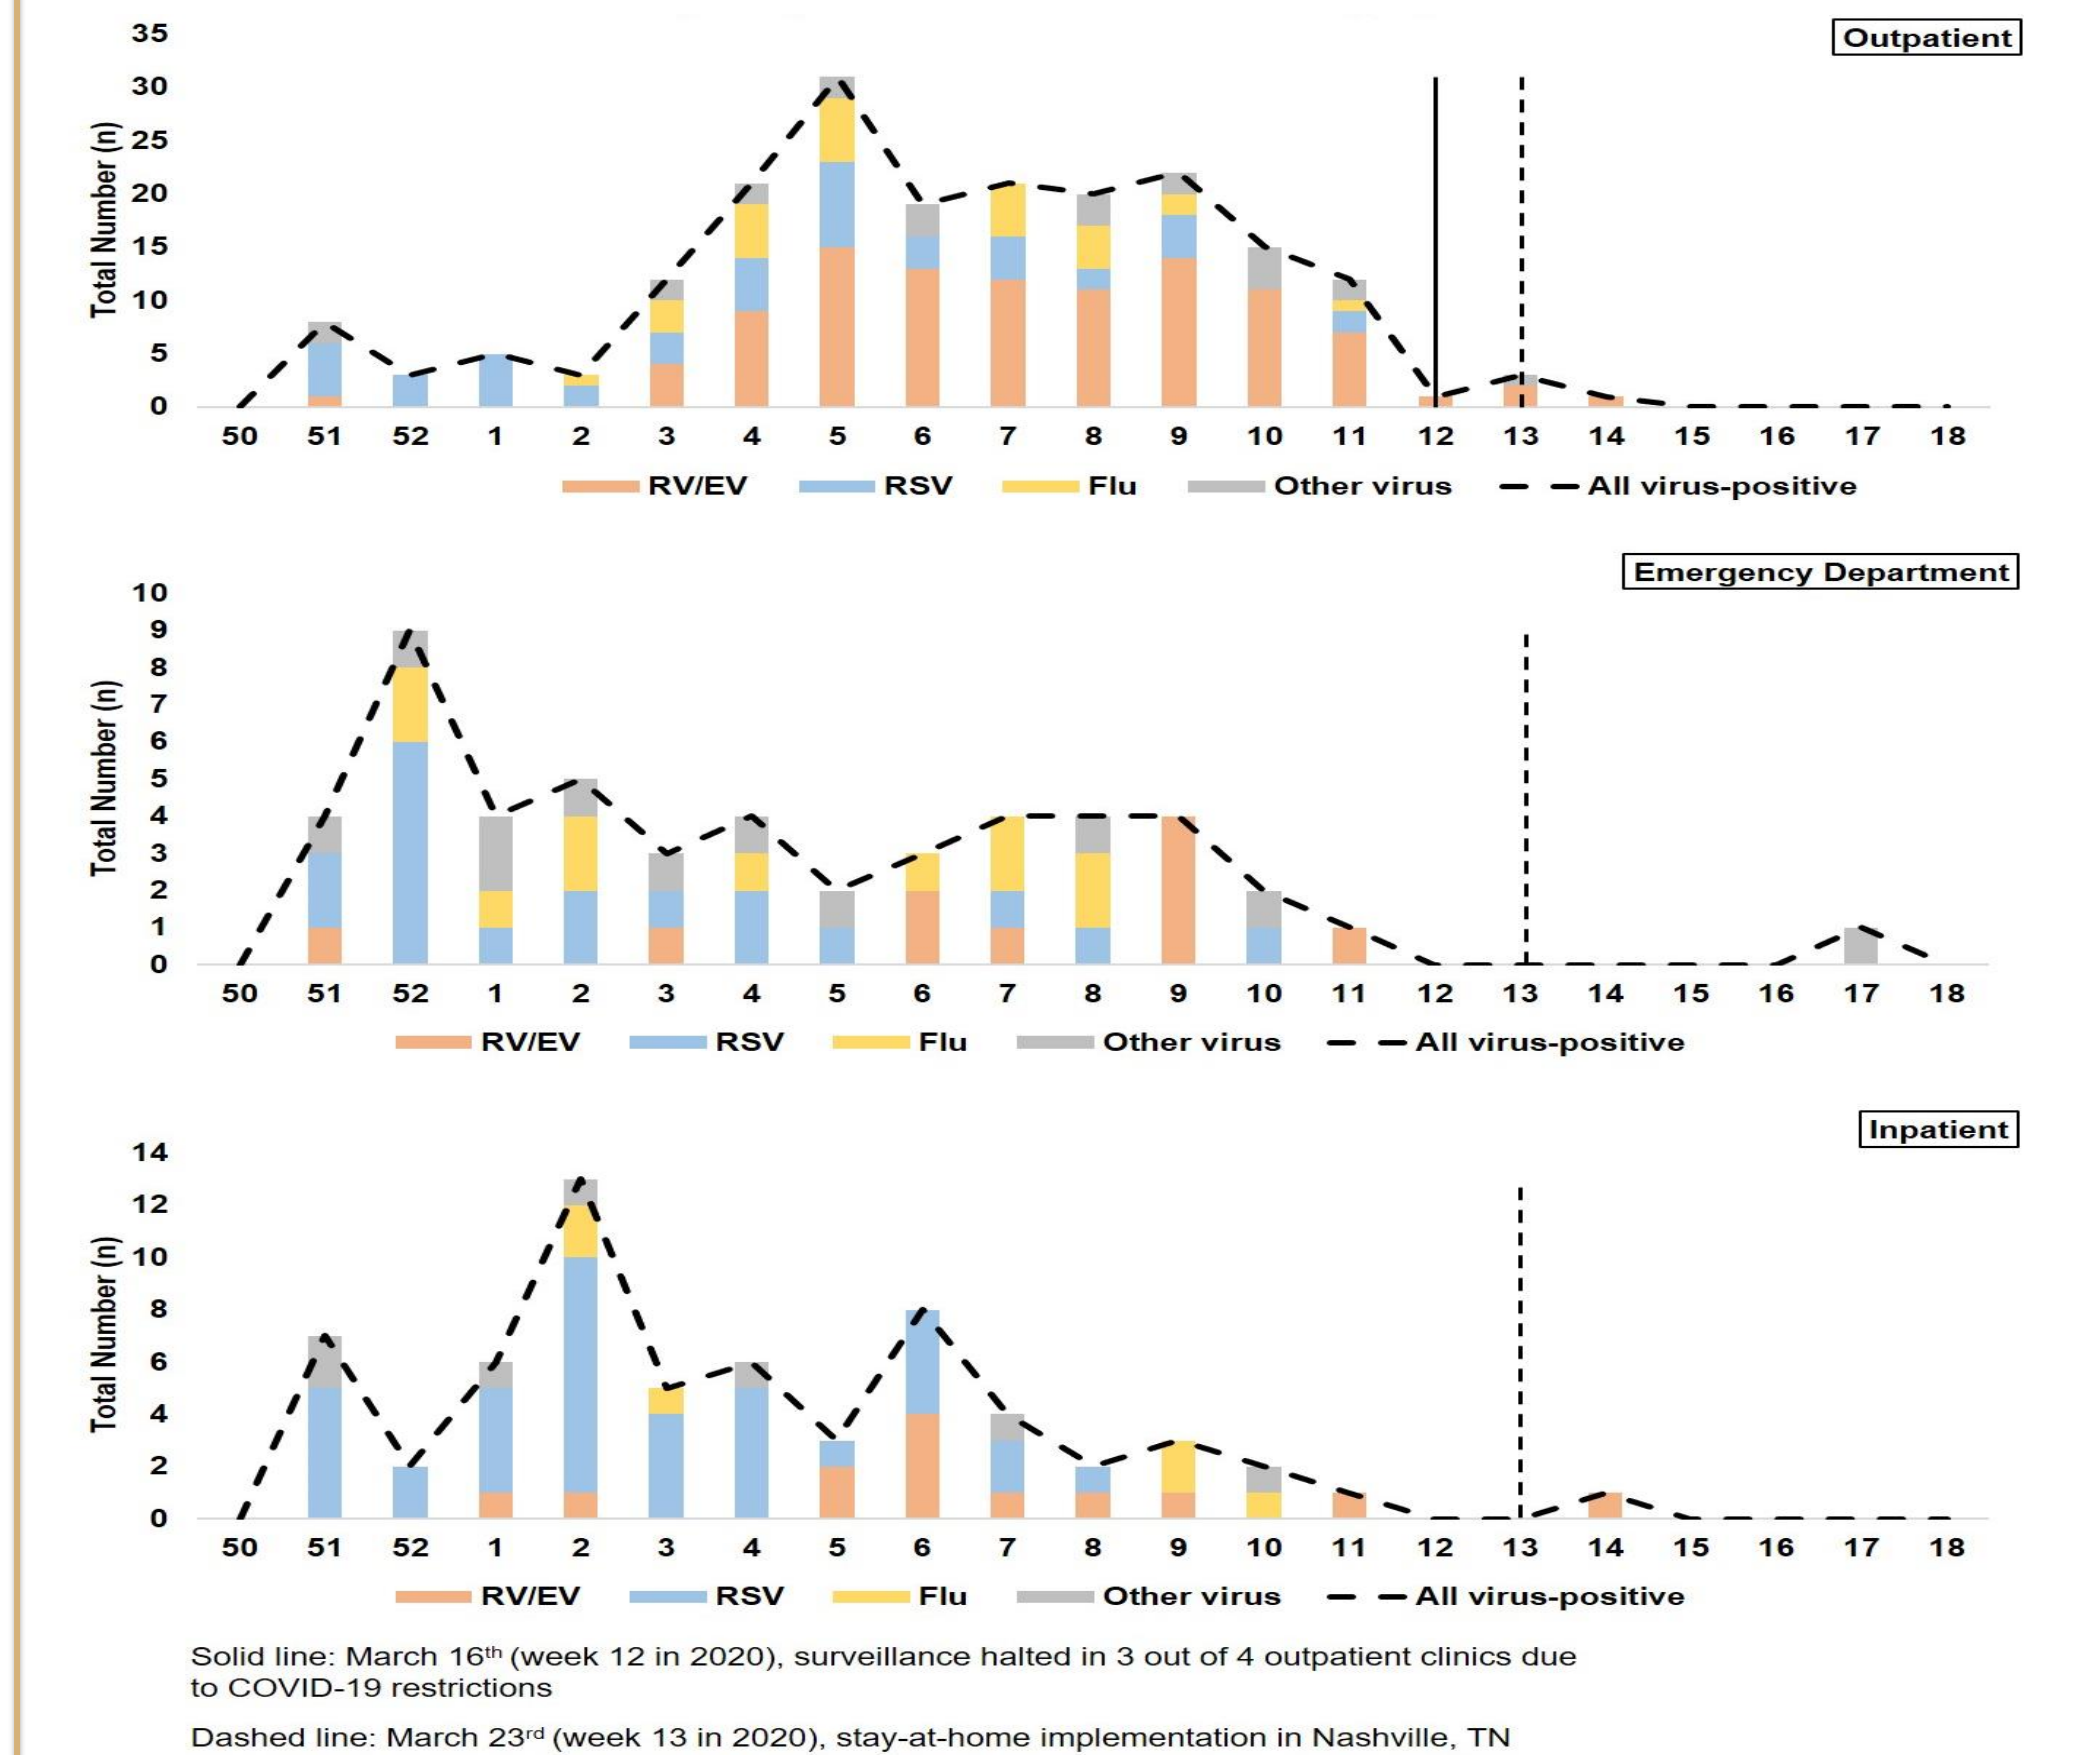 Outpatient
Total Number (n)
35
30
25
20
15
10
5
0
50 51 52 1 2 3 4 5 6 7 8 9 10 11 12 13 14 15 16 17 18
RV/EV RSV Flu Other virus All virus-positive
Emergency Department
Total Number (n)
10
9
8
7
6
5
4
3
2
1
0
50 51 52 1 2 3 4 5 6 7 8 9 10 11 12 13 14 15 16 17 18
RV/EV RSV Flu Other virus All virus-positive
Inpatient
Total Number (n)
14
12
10
8
6
4
2
0
50 51 52 1 2 3 4 5 6 7 8 9 10 11 12 13 14 15 16 17 18
RV/EV RSV Flu Other virus All virus-positive
Solid line: March 16th (week 12 in 2020), surveillance halted in 3 out of 4 outpatient clinics due
to COVID-19 restrictions
Dashed line: March 23rd (week 13 in 2020), stay-at-home implementation in Nashville, TN